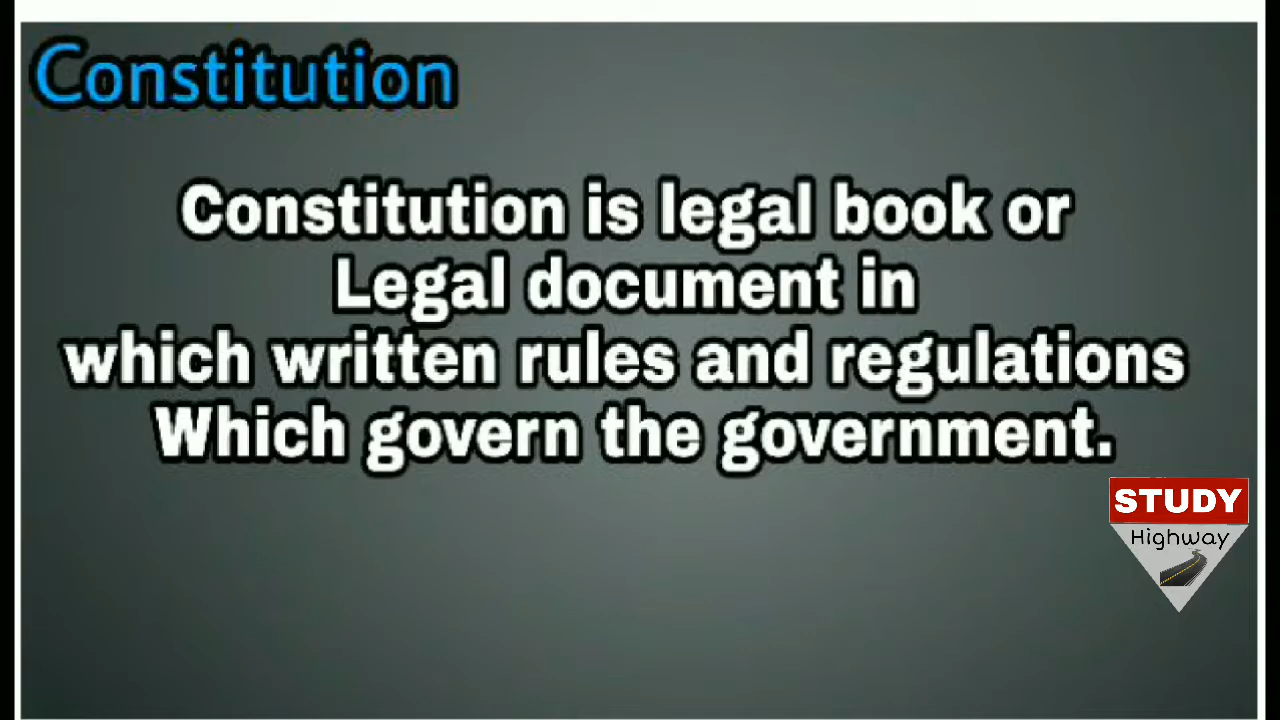 Constitution
Constitution is legal book or
Legal document in
which written rules and regulations
Which govern the government.
STUDY
Highway